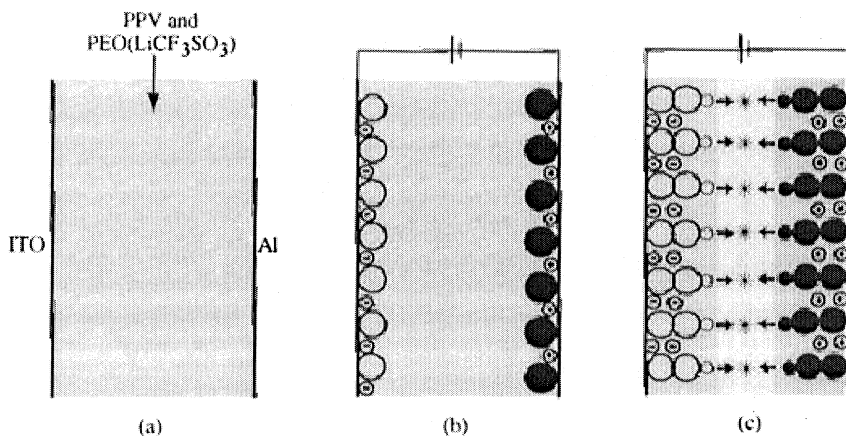 PPV and
PEO(LiCF3SO3)
ITO
Al
(a)
(b)
(c)